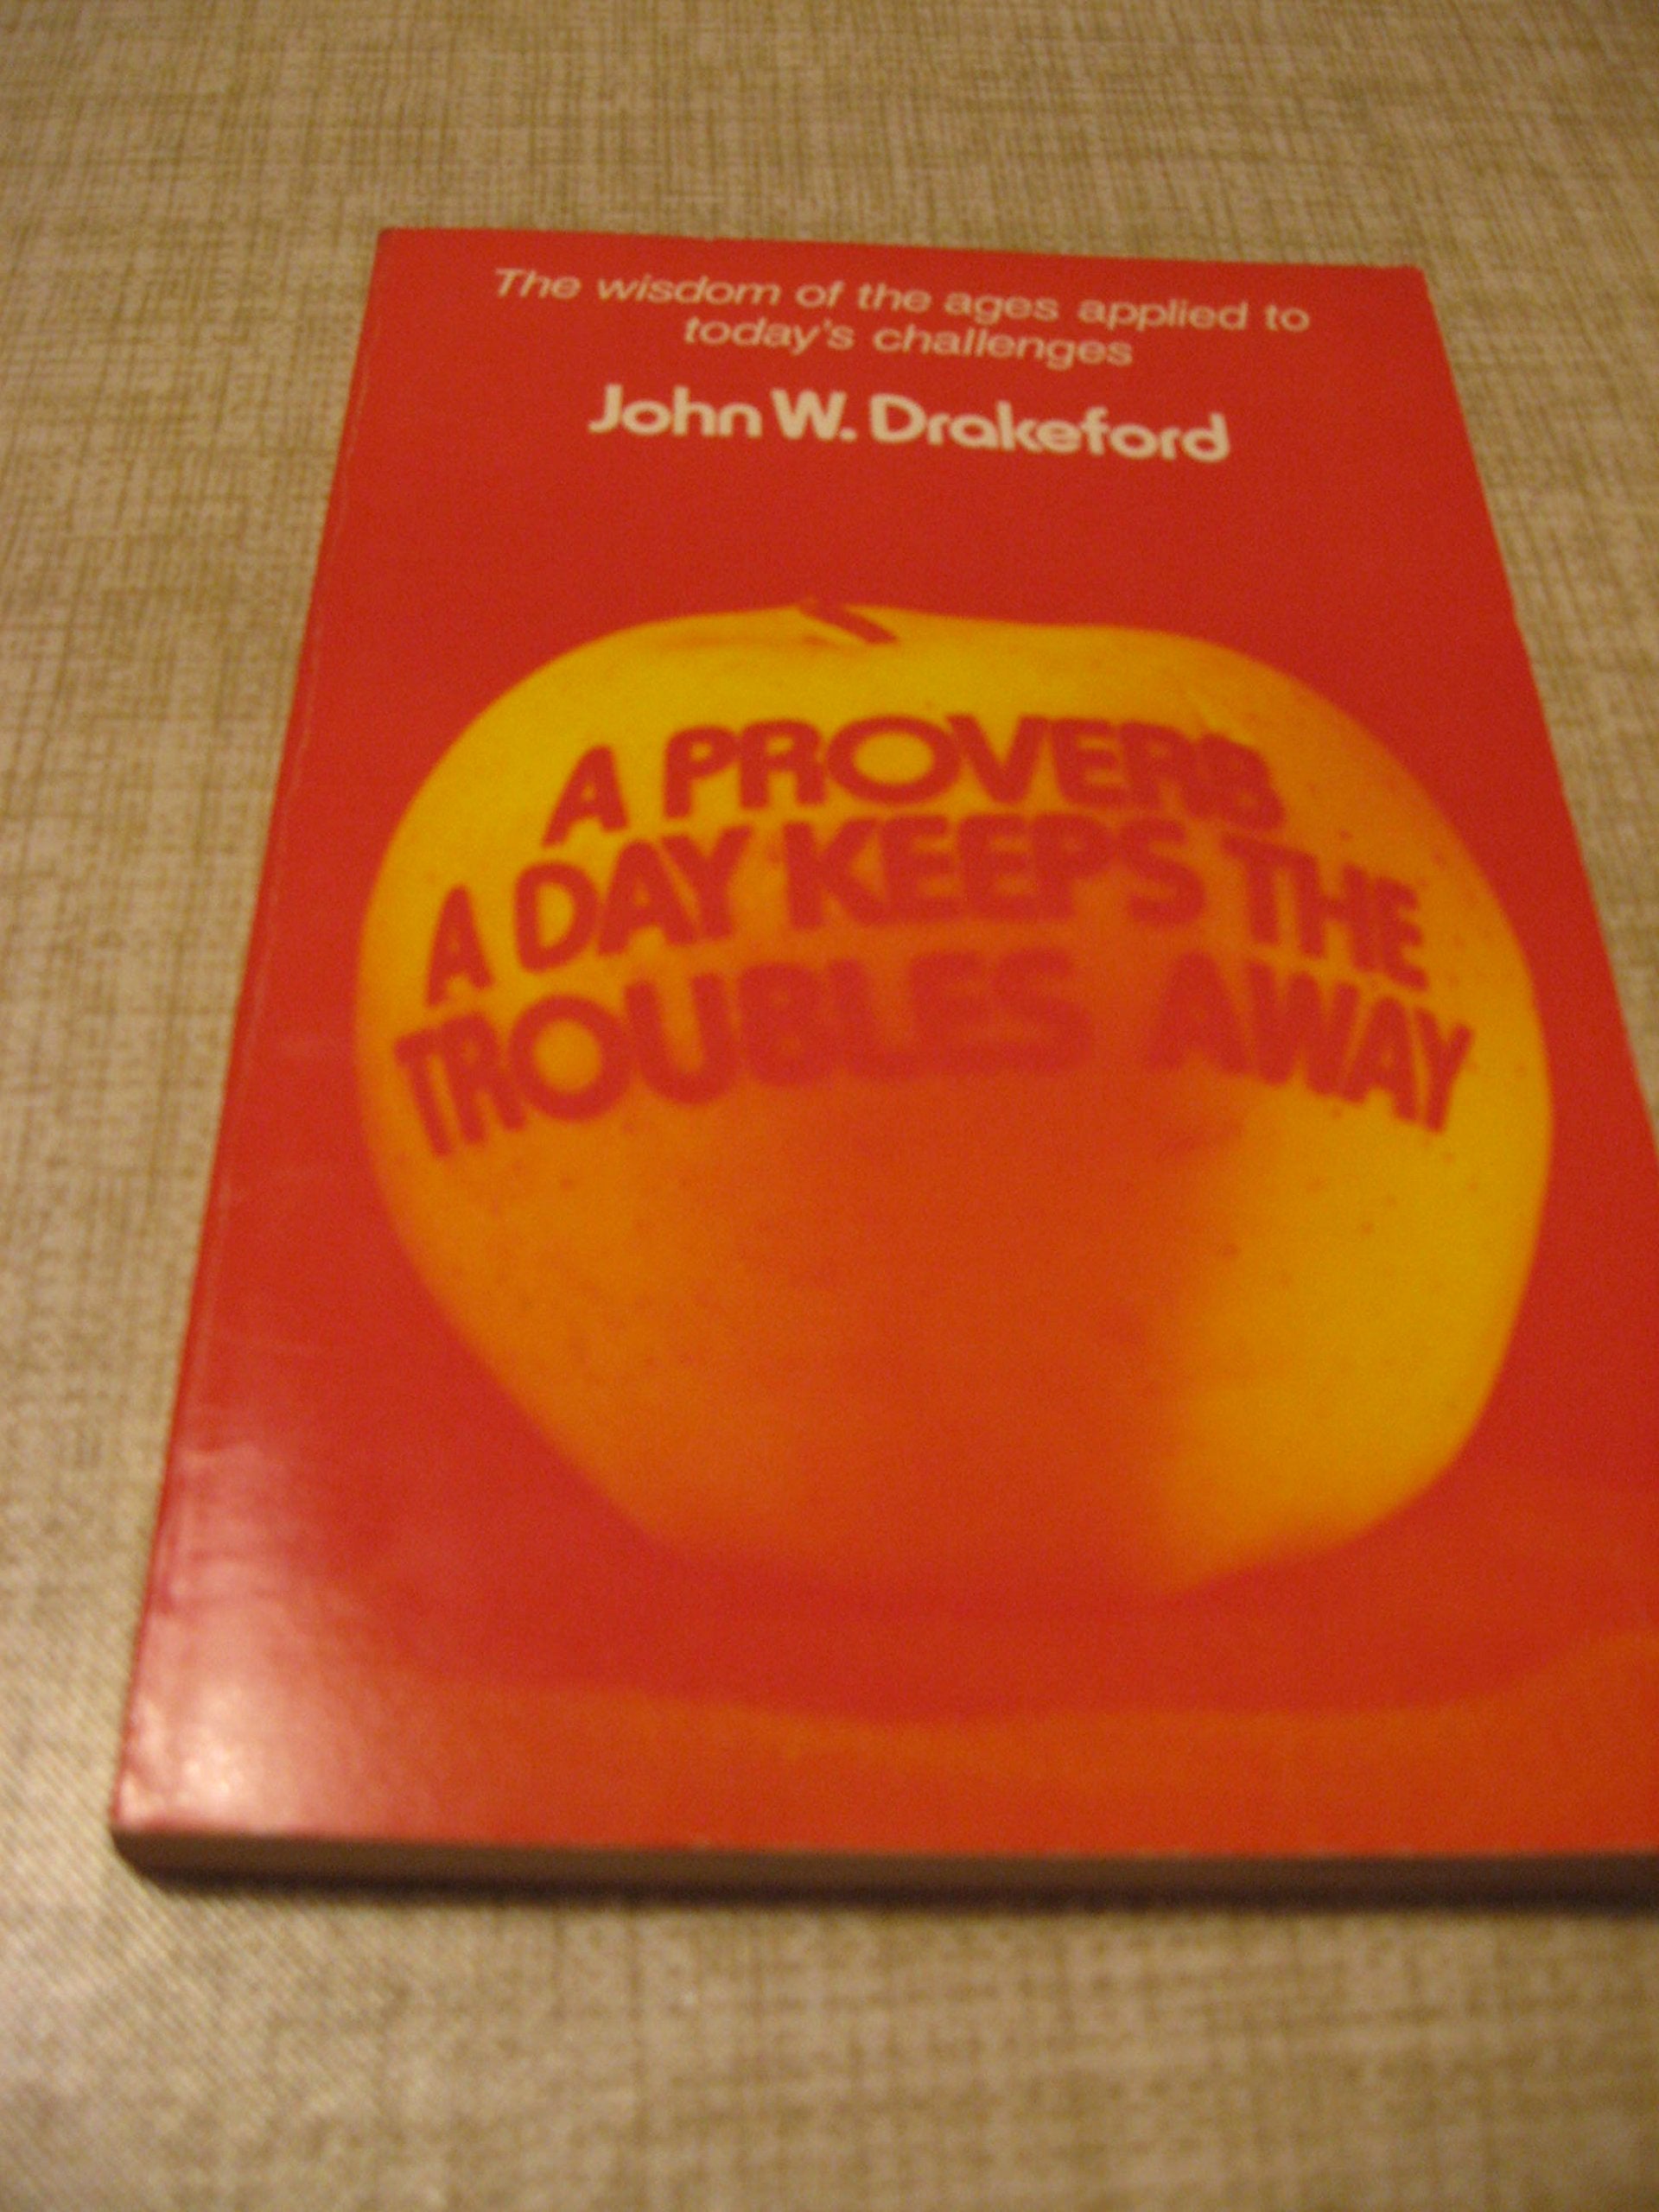 The wisdom of the ages applied to
today's challenges
John W. Drakeford
A PROVERB
A DAY KEEPS THE
TROUBLES AWAY